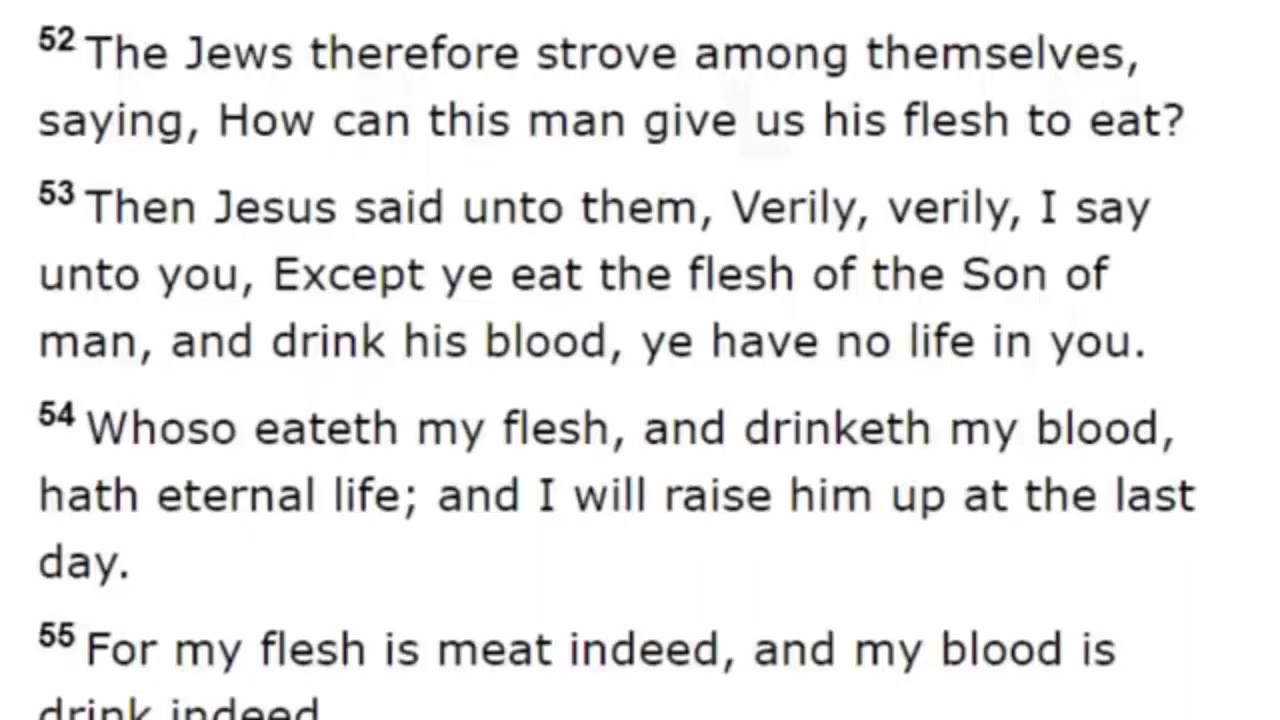 52 The Jews therefore strove among themselves,
saying, How can this man give us his flesh to eat?
53 Then Jesus said unto them, Verily, verily, I say
unto you, Except ye eat the flesh of the Son of
man, and drink his blood, ye have no life in you.
54 Whoso eateth my flesh, and drinketh my blood,
hath eternal life; and I will raise him up at the last
day.
55 For my flesh is meat indeed, and my blood is
drink indeed